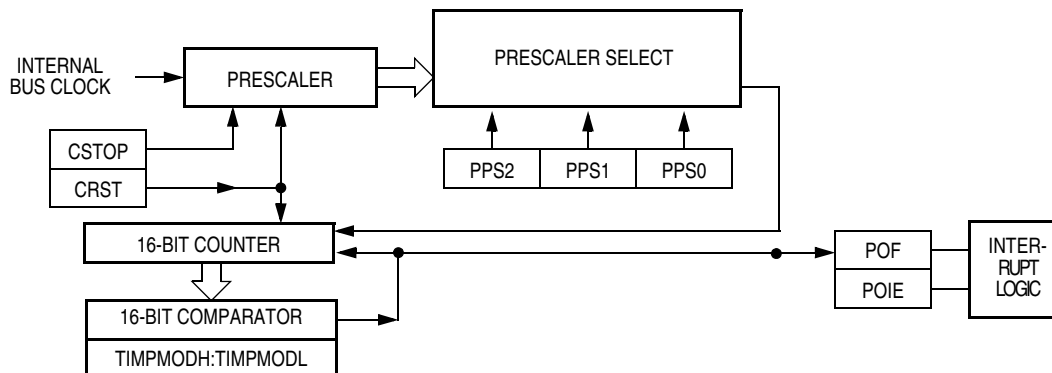 INTERNAL
BUS CLOCK
PRESCALER
PRESCALER SELECT
CSTOP
CRST
PPS2
PPS1
PPS0
16-BIT COUNTER
16-BIT COMPARATOR
TIMPMODH:TIMPMODL
POF
POIE
INTER-
RUPT
LOGIC